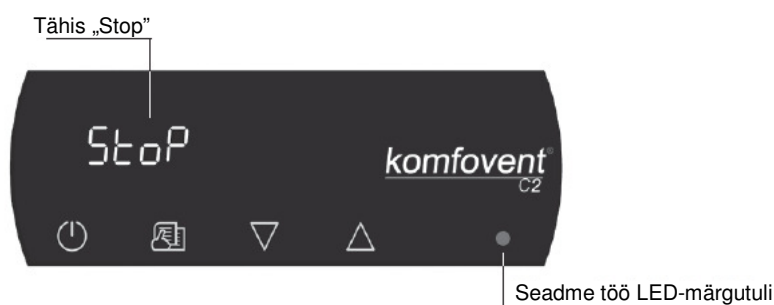 Tähis „Stop”
StoP
komfovent®
C2
Seadme töö LED-märgutuli